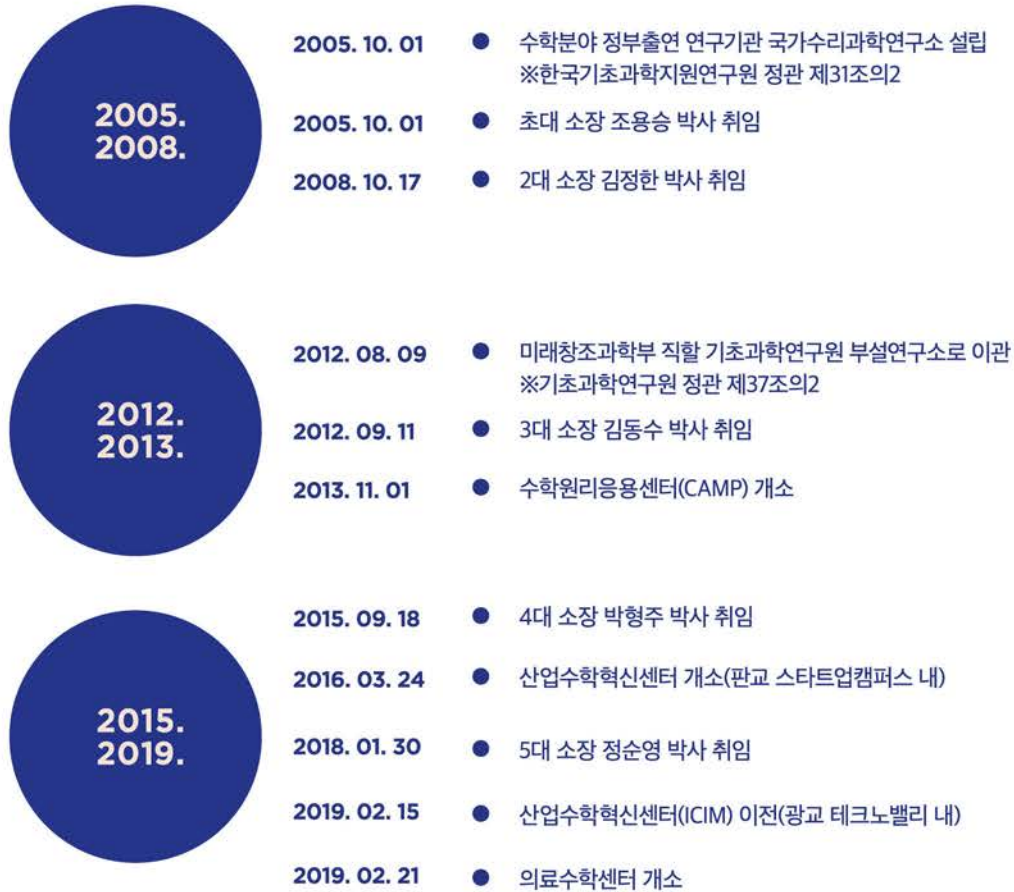 2005.
2008.
2005. 10. 01 ● 수학분야 정부출연 연구기관 국가수리과학연구소 설립
※한국기초과학지원연구원 정관 제31조의2
2005. 10. 01 ● 초대 소장 조용승 박사 취임
2008. 10. 17 ● 2대 소장 김정한 박사 취임
2012.
2013.
2012. 08. 09 ● 미래창조과학부 직할 기초과학연구원 부설연구소로 이관
※기초과학연구원 정관 제37조의2
2012. 09. 11 ● 3대 소장 김동수 박사 취임
2013. 11. 01 ● 수학원리응용센터(CAMP) 개소
2015.
2019.
2015. 09. 18 ● 4대 소장 박형주 박사 취임
2016. 03. 24 ● 산업수학혁신센터 개소(판교 스타트업캠퍼스 내)
2018. 01. 30 ● 5대 소장 정순영 박사 취임
2019. 02. 15 ● 산업수학혁신센터(ICIM) 이전(광교 테크노밸리 내)
2019. 02. 21 ● 의료수학센터 개소